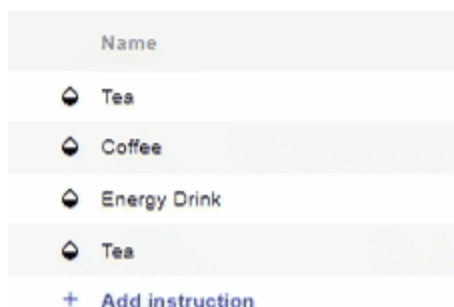 Name
Tea
Coffee
Energy Drink
Tea
+ Add instruction